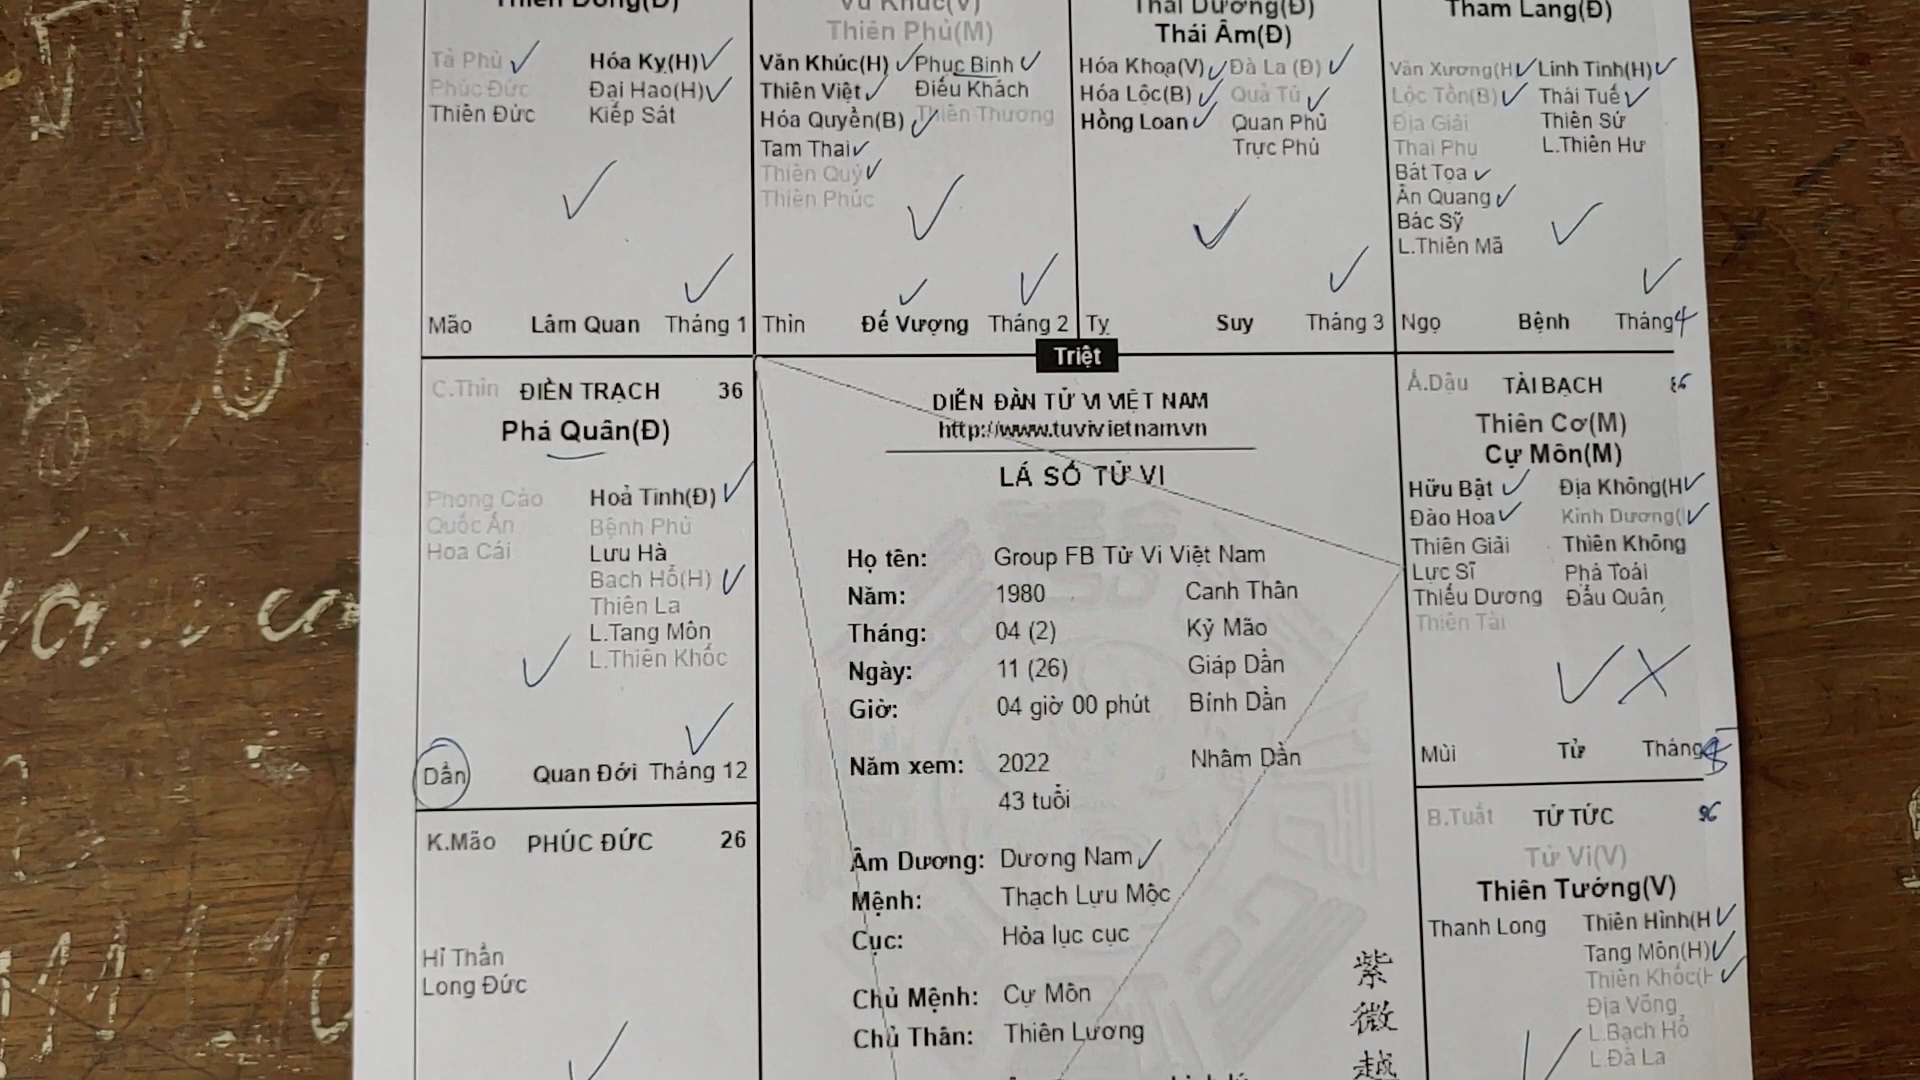 Thiên Đồng(Đ)
Tả Phù Hóa Kỵ(H)
Phúc Đức Đại Hao(H)
Thiên Đức Kiếp Sát
Mão Lâm Quan Tháng 1
Vũ Khúc(V)
Thiên Phủ(M)
Văn Khúc(H) Phục Binh
Thiên Việt Điếu Khách
Hóa Quyền(B) Thiên Thương
Tam Thai
Thiên Quý
Thiên Phúc
Thìn Đế Vượng Tháng 2
Thái Dương(Đ)
Thái Âm(Đ)
Hóa Khoa(V) Đà La (Đ)
Hóa Lộc(B) Quả Tú
Hồng Loan Quan Phủ
Trực Phù
Tỵ Suy Tháng 3
Tham Lang(Đ)
Văn Xương(H Linh Tinh(H)
Lộc Tồn(B) Thái Tuế
Địa Giải Thiên Sứ
Thai Phụ L.Thiên Hư
Bát Tọa
Ân Quang
Bác Sỹ
L.Thiên Mã
Ngọ Bệnh Tháng 4
Triệt
C.Thìn ĐIỀN TRẠCH 36
Phá Quân(Đ)
Phong Cáo Hoả Tinh(Đ)
Quốc Ấn Bệnh Phù
Hoa Cái Lưu Hà
Bạch Hổ(H)
Thiên La
L.Tang Môn
L.Thiên Khốc
Dần Quan Đới Tháng 12
K.Mão PHÚC ĐỨC 26
Hỉ Thần
Long Đức
DIỄN ĐÀN TỬ VI VIỆT NAM
http://www.tuvivietnam.vn
LÁ SỐ TỬ VI
Họ tên: Group FB Tử Vi Việt Nam
Năm: 1980 Canh Thân
Tháng: 04 (2) Kỷ Mão
Ngày: 11 (26) Giáp Dần
Giờ: 04 giờ 00 phút Bính Dần
Năm xem: 2022 Nhâm Dần
43 tuổi
Âm Dương: Dương Nam
Mệnh: Thạch Lựu Mộc
Cục: Hỏa lục cục
Chủ Mệnh: Cự Môn
Chủ Thân: Thiên Lương
紫
微
Ấ.Dậu TÀI BẠCH
Thiên Cơ(M)
Cự Môn(M)
Hữu Bật Địa Không(H
Đào Hoa Kình Dương(
Thiên Giải Thiên Không
Lực Sĩ Phá Toái
Thiếu Dương Đẩu Quân
Thiên Tài
Mùi Tử Tháng
B.Tuất TỬ TỨC 96
Tử Vi(V)
Thiên Tướng(V)
Thanh Long Thiên Hình(H
Tang Môn(H)
Thiên Khốc(H
Địa Võng
L.Bạch Hổ
L.Đà La